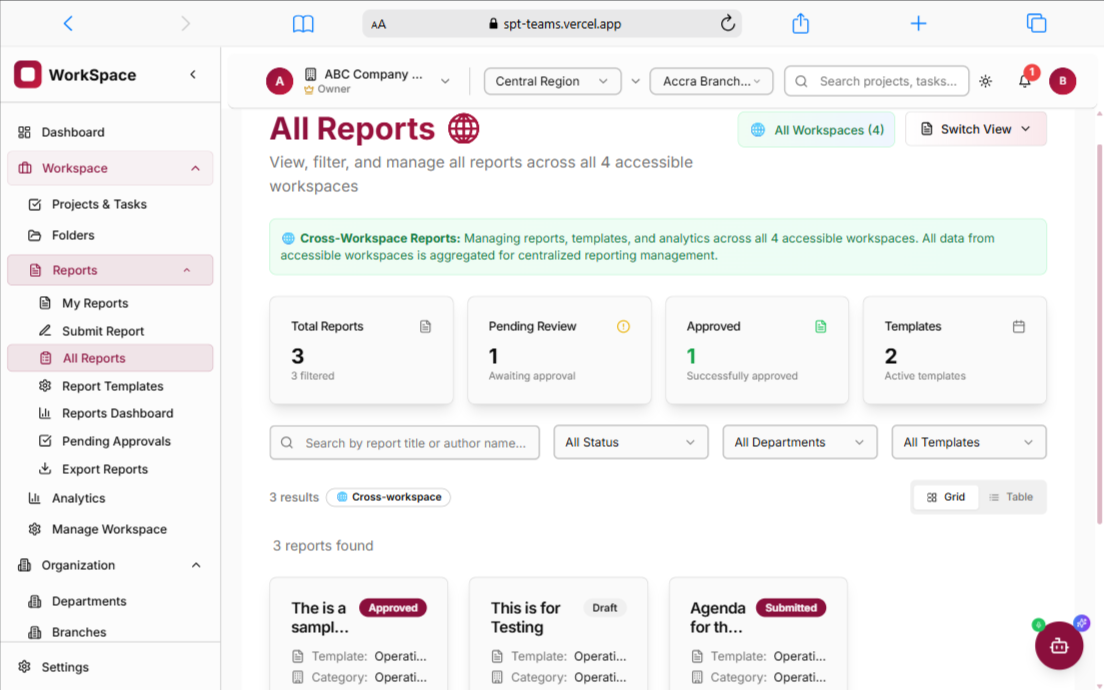 AA spt-teams.vercel.app
WorkSpace
Dashboard
Workspace
Projects & Tasks
Folders
Reports
My Reports
Submit Report
All Reports
Report Templates
Reports Dashboard
Pending Approvals
Export Reports
Analytics
Manage Workspace
Organization
Departments
Branches
Settings
A ABC Company ... Central Region Accra Branch... Search projects, tasks... 1 B
Owner
All Reports
All Workspaces (4) Switch View
View, filter, and manage all reports across all 4 accessible
workspaces
Cross-Workspace Reports: Managing reports, templates, and analytics across all 4 accessible workspaces. All data from
accessible workspaces is aggregated for centralized reporting management.
Total Reports
3
3 filtered
Pending Review
1
Awaiting approval
Approved
1
Successfully approved
Templates
2
Active templates
Search by report title or author name... All Status All Departments All Templates
3 results Cross-workspace Grid Table
3 reports found
The is a Approved
sampl...
Template: Operati...
Category: Operati...
This is for Draft
Testing
Template: Operati...
Category: Operati...
Agenda Submitted
for th...
Template: Operati...
Category: Operati...